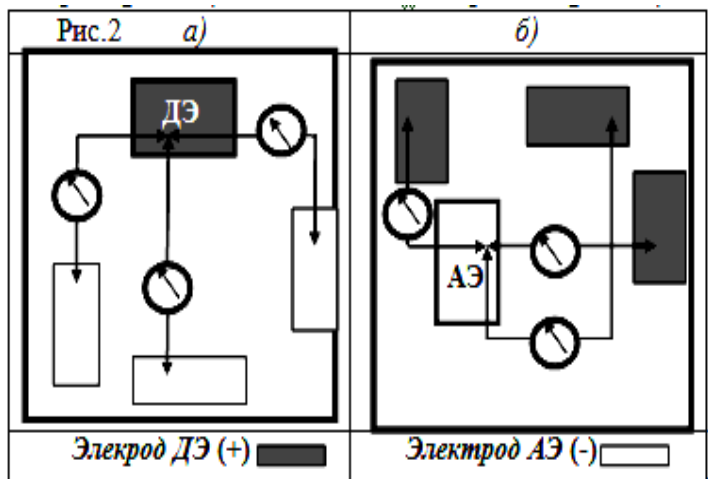 Рис.2 а) б)
ДЭ
АЭ
Элекрод ДЭ (+)
Электрод АЭ (-)